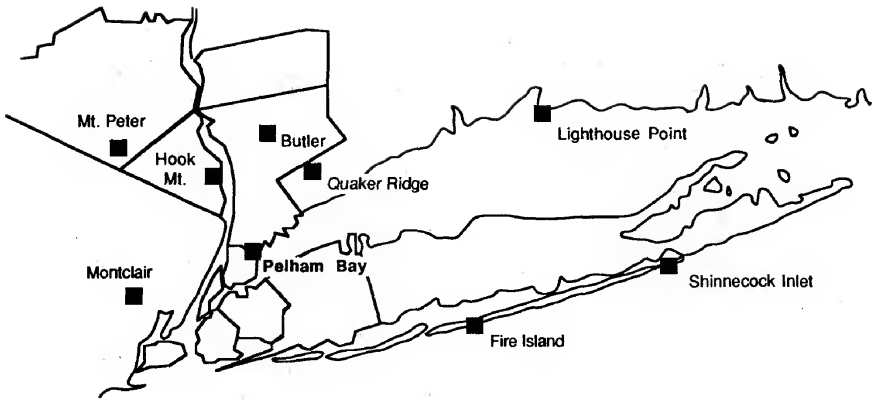 Mt. Peter
Butler
Lighthouse Point
Hook
Mt.
Quaker Ridge
Pelham Bay
Montclair
Shinnecock Inlet
Fire Island